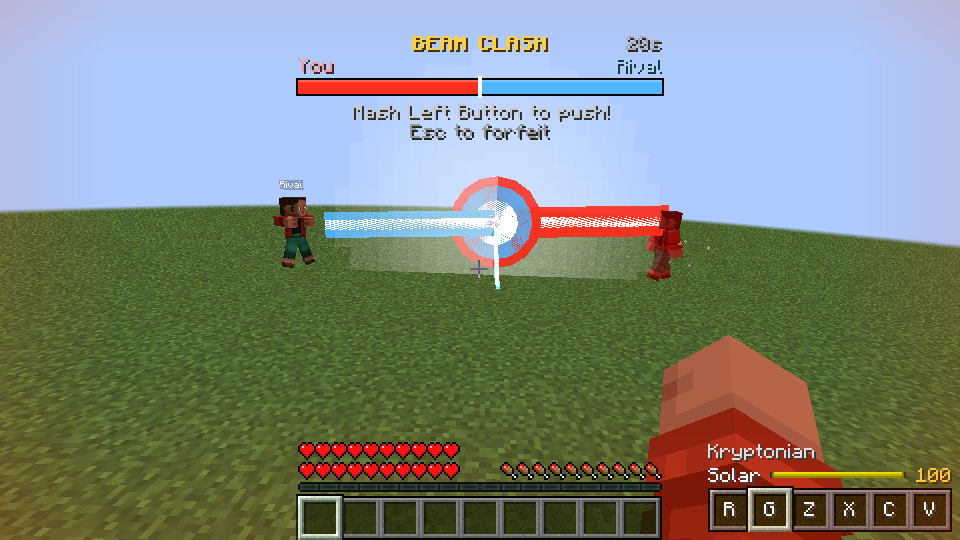 BEAM CLASH 29s
You Rival
Mash Left Button to push!
Esc to forfeit
Rival
Kryptonian
Solar 100
R G Z X C V